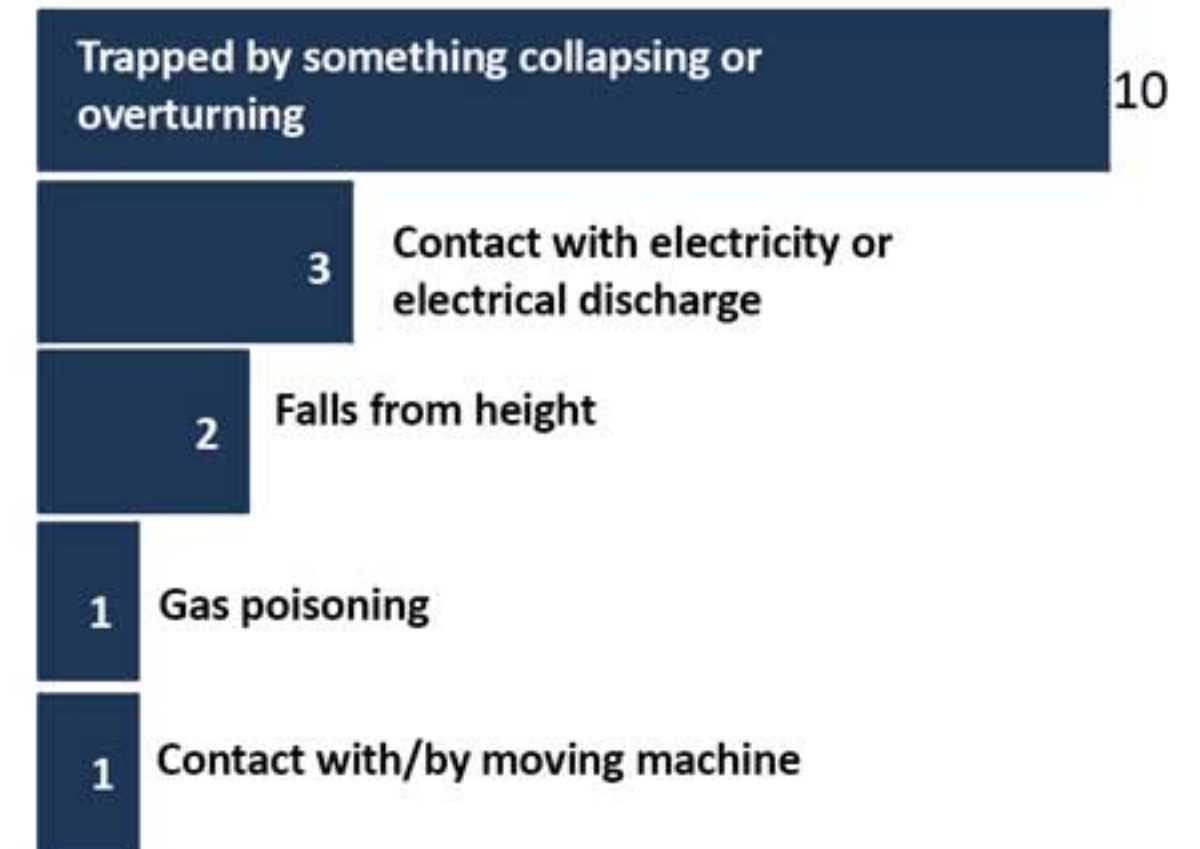 Trapped by something collapsing or
overturning
10
3
Contact with electricity or
electrical discharge
2
Falls from height
1
Gas poisoning
1
Contact with/by moving machine